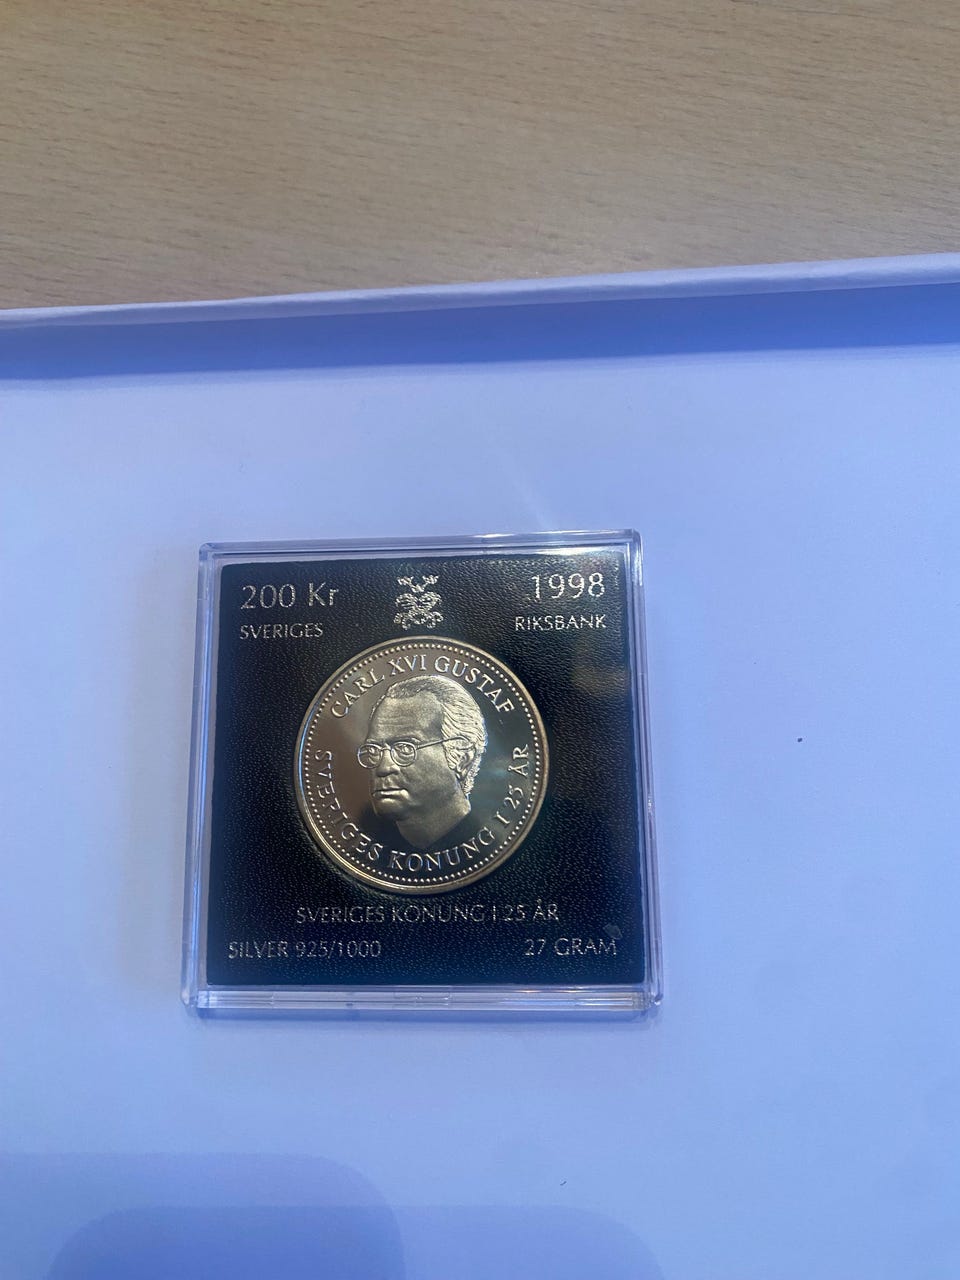 200 Kr
1998
SVERIGES
RIKSBANK
CARL XVI GUSTAF
SVERIGES KONUNG I 25 ÅR
SVERIGES KONUNG I 25 ÅR
SILVER 925/1000
27 GRAM